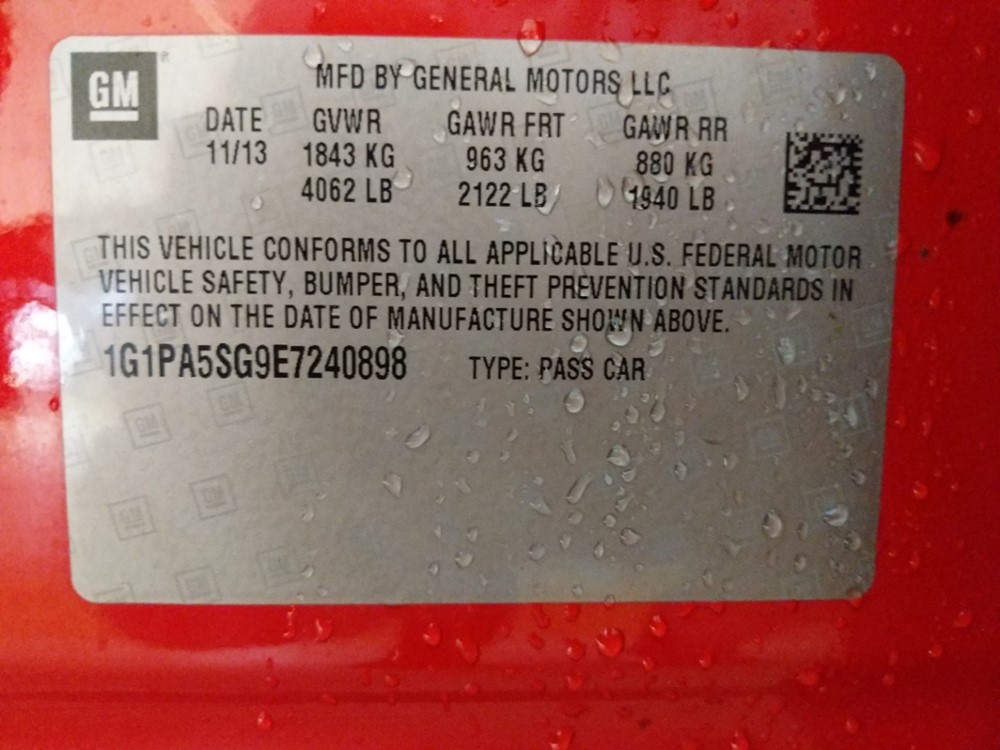 GM
MFD BY GENERAL MOTORS LLC
DATE GVWR GAWR FRT GAWR RR
11/13 1843 KG 963 KG 880 KG
4062 LB 2122 LB 1940 LB
THIS VEHICLE CONFORMS TO ALL APPLICABLE U.S. FEDERAL MOTOR
VEHICLE SAFETY, BUMPER, AND THEFT PREVENTION STANDARDS IN
EFFECT ON THE DATE OF MANUFACTURE SHOWN ABOVE.
1G1PA5SG9E7240898 TYPE: PASS CAR